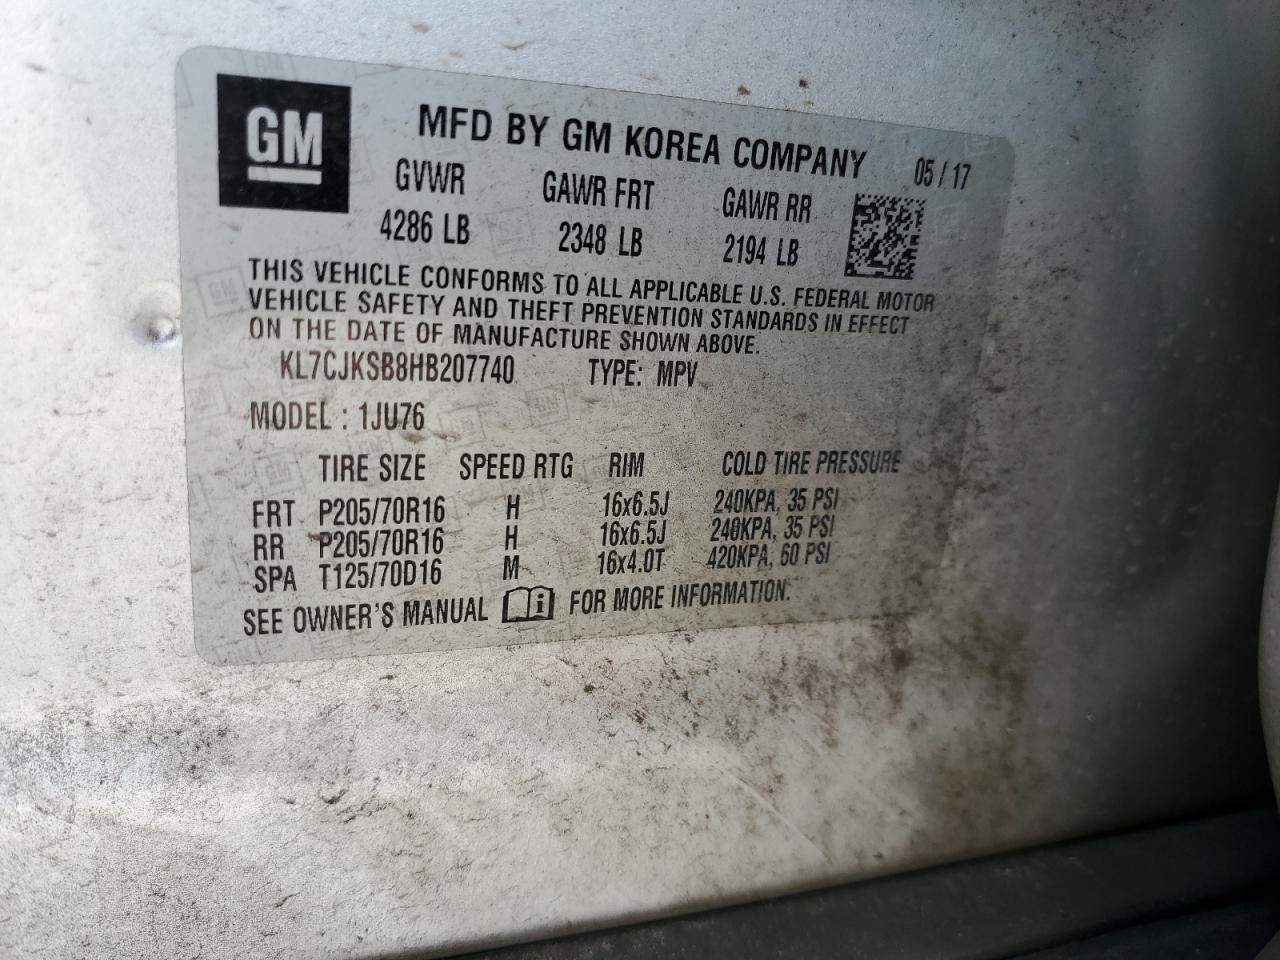 GM
MFD BY GM KOREA COMPANY 05 / 17
GVWR GAWR FRT GAWR RR
4286 LB 2348 LB 2194 LB
THIS VEHICLE CONFORMS TO ALL APPLICABLE U.S. FEDERAL MOTOR
VEHICLE SAFETY AND THEFT PREVENTION STANDARDS IN EFFECT
ON THE DATE OF MANUFACTURE SHOWN ABOVE.
KL7CJKSB8HB207740 TYPE: MPV
MODEL : 1JU76
TIRE SIZE SPEED RTG RIM COLD TIRE PRESSURE
FRT P205/70R16 H 16x6.5J 240KPA, 35 PSI
RR P205/70R16 H 16x6.5J 240KPA, 35 PSI
SPA T125/70D16 M 16x4.0T 420KPA, 60 PSI
SEE OWNER'S MANUAL i FOR MORE INFORMATION.